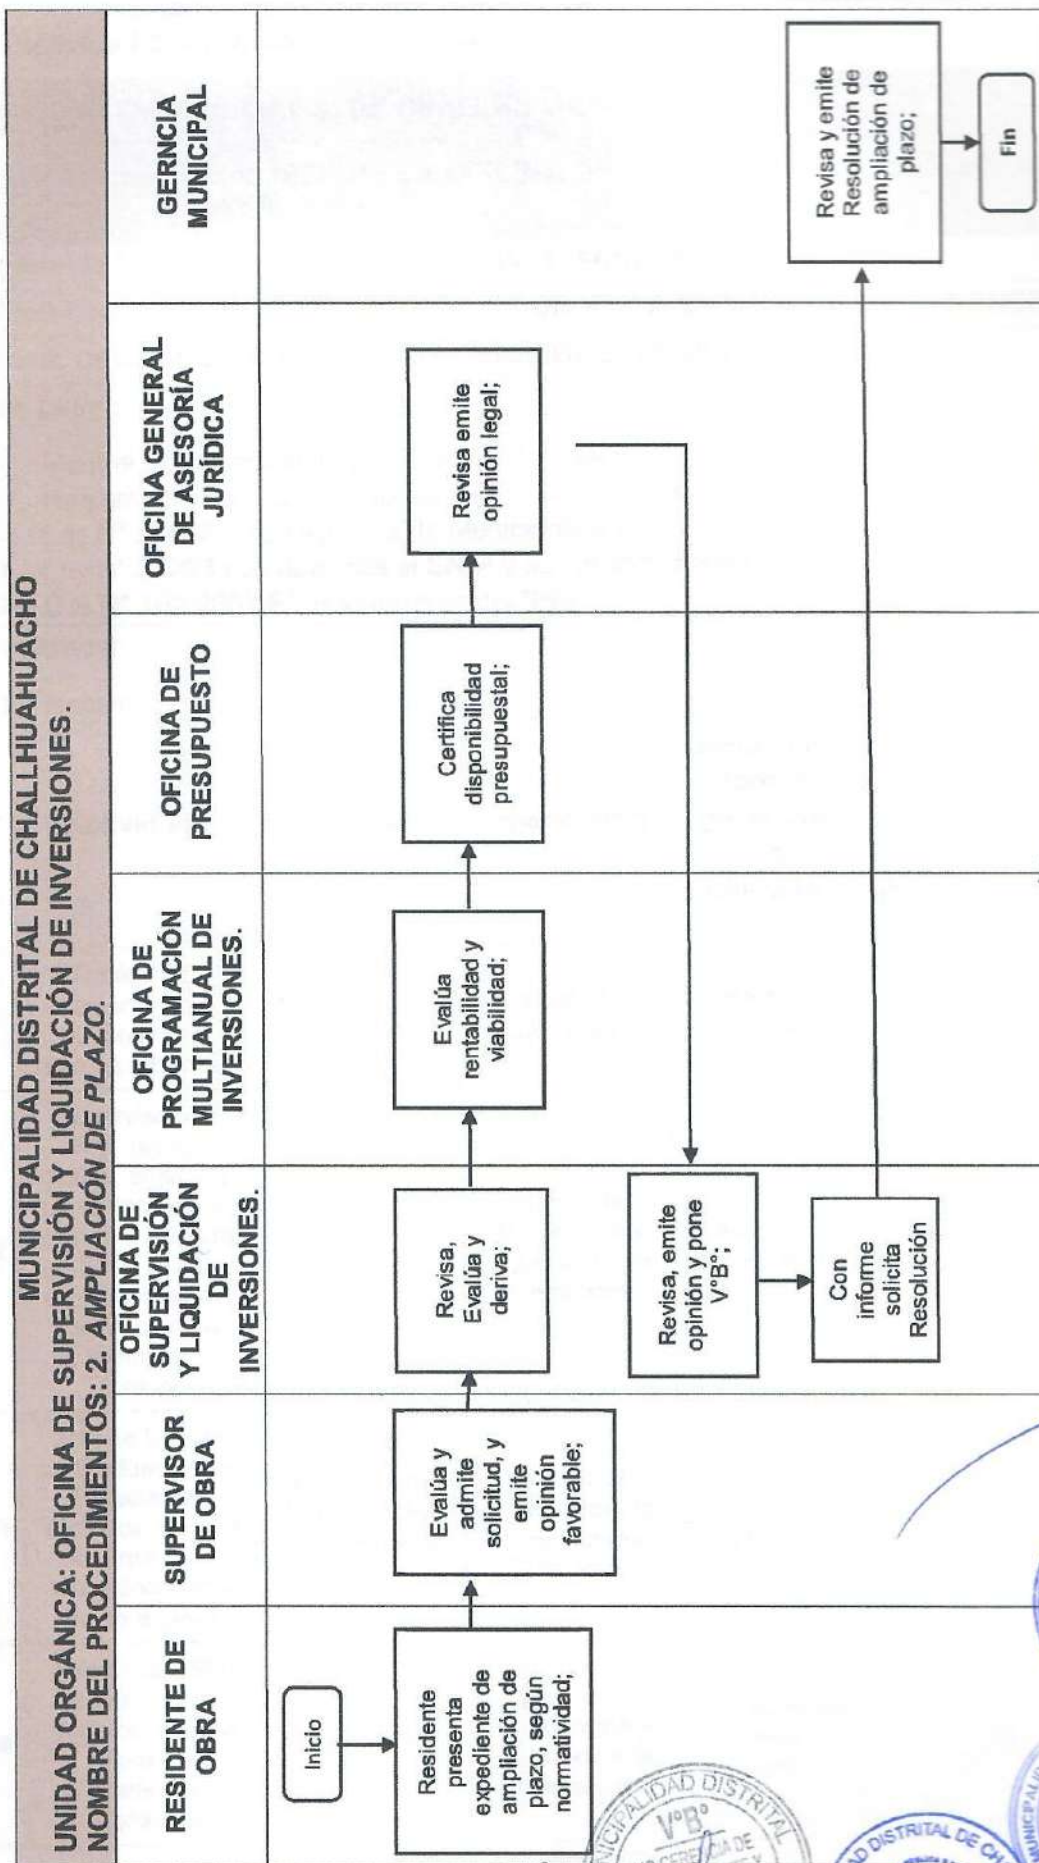 MUNICIPALIDAD DISTRITAL DE CHALLHUAHUACHO
UNIDAD ORGÁNICA: OFICINA DE SUPERVISIÓN Y LIQUIDACIÓN DE INVERSIONES.
NOMBRE DEL PROCEDIMIENTOS: 2. AMPLIACIÓN DE PLAZO.
RESIDENTE DE
OBRA
SUPERVISOR
DE OBRA
OFICINA DE
SUPERVISIÓN
Y LIQUIDACIÓN
DE
INVERSIONES.
OFICINA DE
PROGRAMACIÓN
MULTIANUAL DE
INVERSIONES.
OFICINA DE
PRESUPUESTO
OFICINA GENERAL
DE ASESORÍA
JURÍDICA
GERNCIA
MUNICIPAL
Inicio
Residente
presenta
expediente de
ampliación de
plazo, según
normatividad;
Evalúa y
admite
solicitud, y
emite
opinión
favorable;
Revisa,
Evalúa y
deriva;
Evalúa
rentabilidad y
viabilidad;
Certifica
disponibilidad
presupuestal;
Revisa emite
opinión legal;
Revisa, emite
opinión y pone
V°B°;
Con
informe
solicita
Resolución
Revisa y emite
Resolución de
ampliación de
plazo;
Fin
DISTRITAL
V°B°
DISTRITAL DE